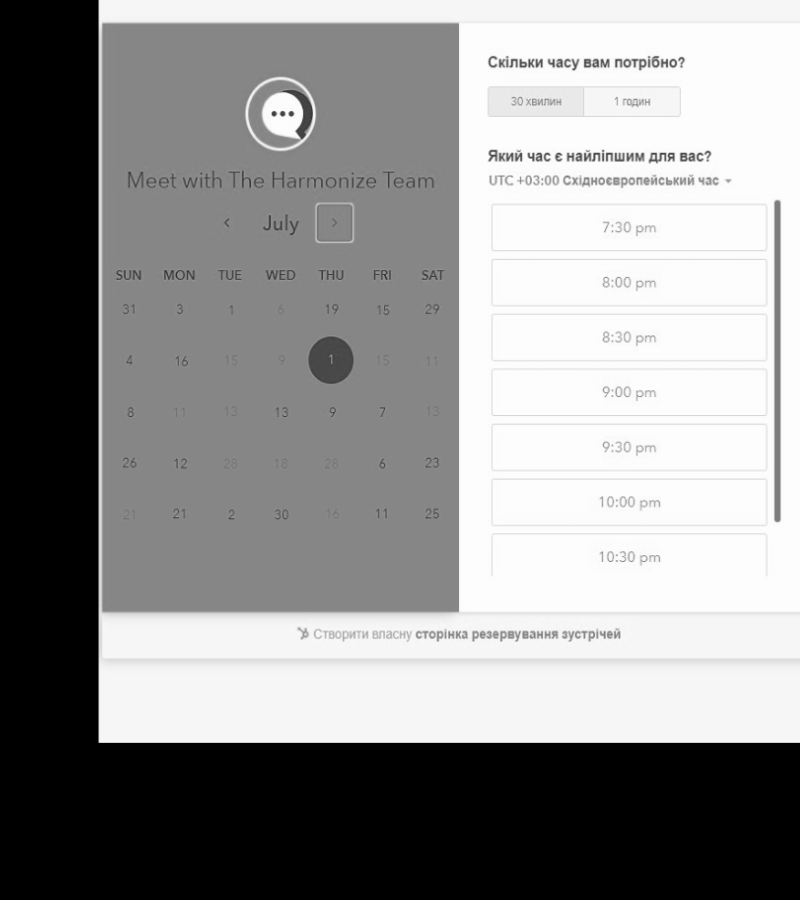 Meet with The Harmonize Team
July
SUN MON TUE WED THU FRI SAT
31 3 1 6 19 15 29
4 16 15 9 1 15 11
8 11 13 13 9 7 13
26 12 28 18 28 6 23
21 21 2 30 16 11 25
Скільки часу вам потрібно?
30 хвилин 1 годин
Який час є найліпшим для вас?
UTC +03:00 Східноєвропейський час
7:30 pm
8:00 pm
8:30 pm
9:00 pm
9:30 pm
10:00 pm
10:30 pm
Створити власну сторінка резервування зустрічей